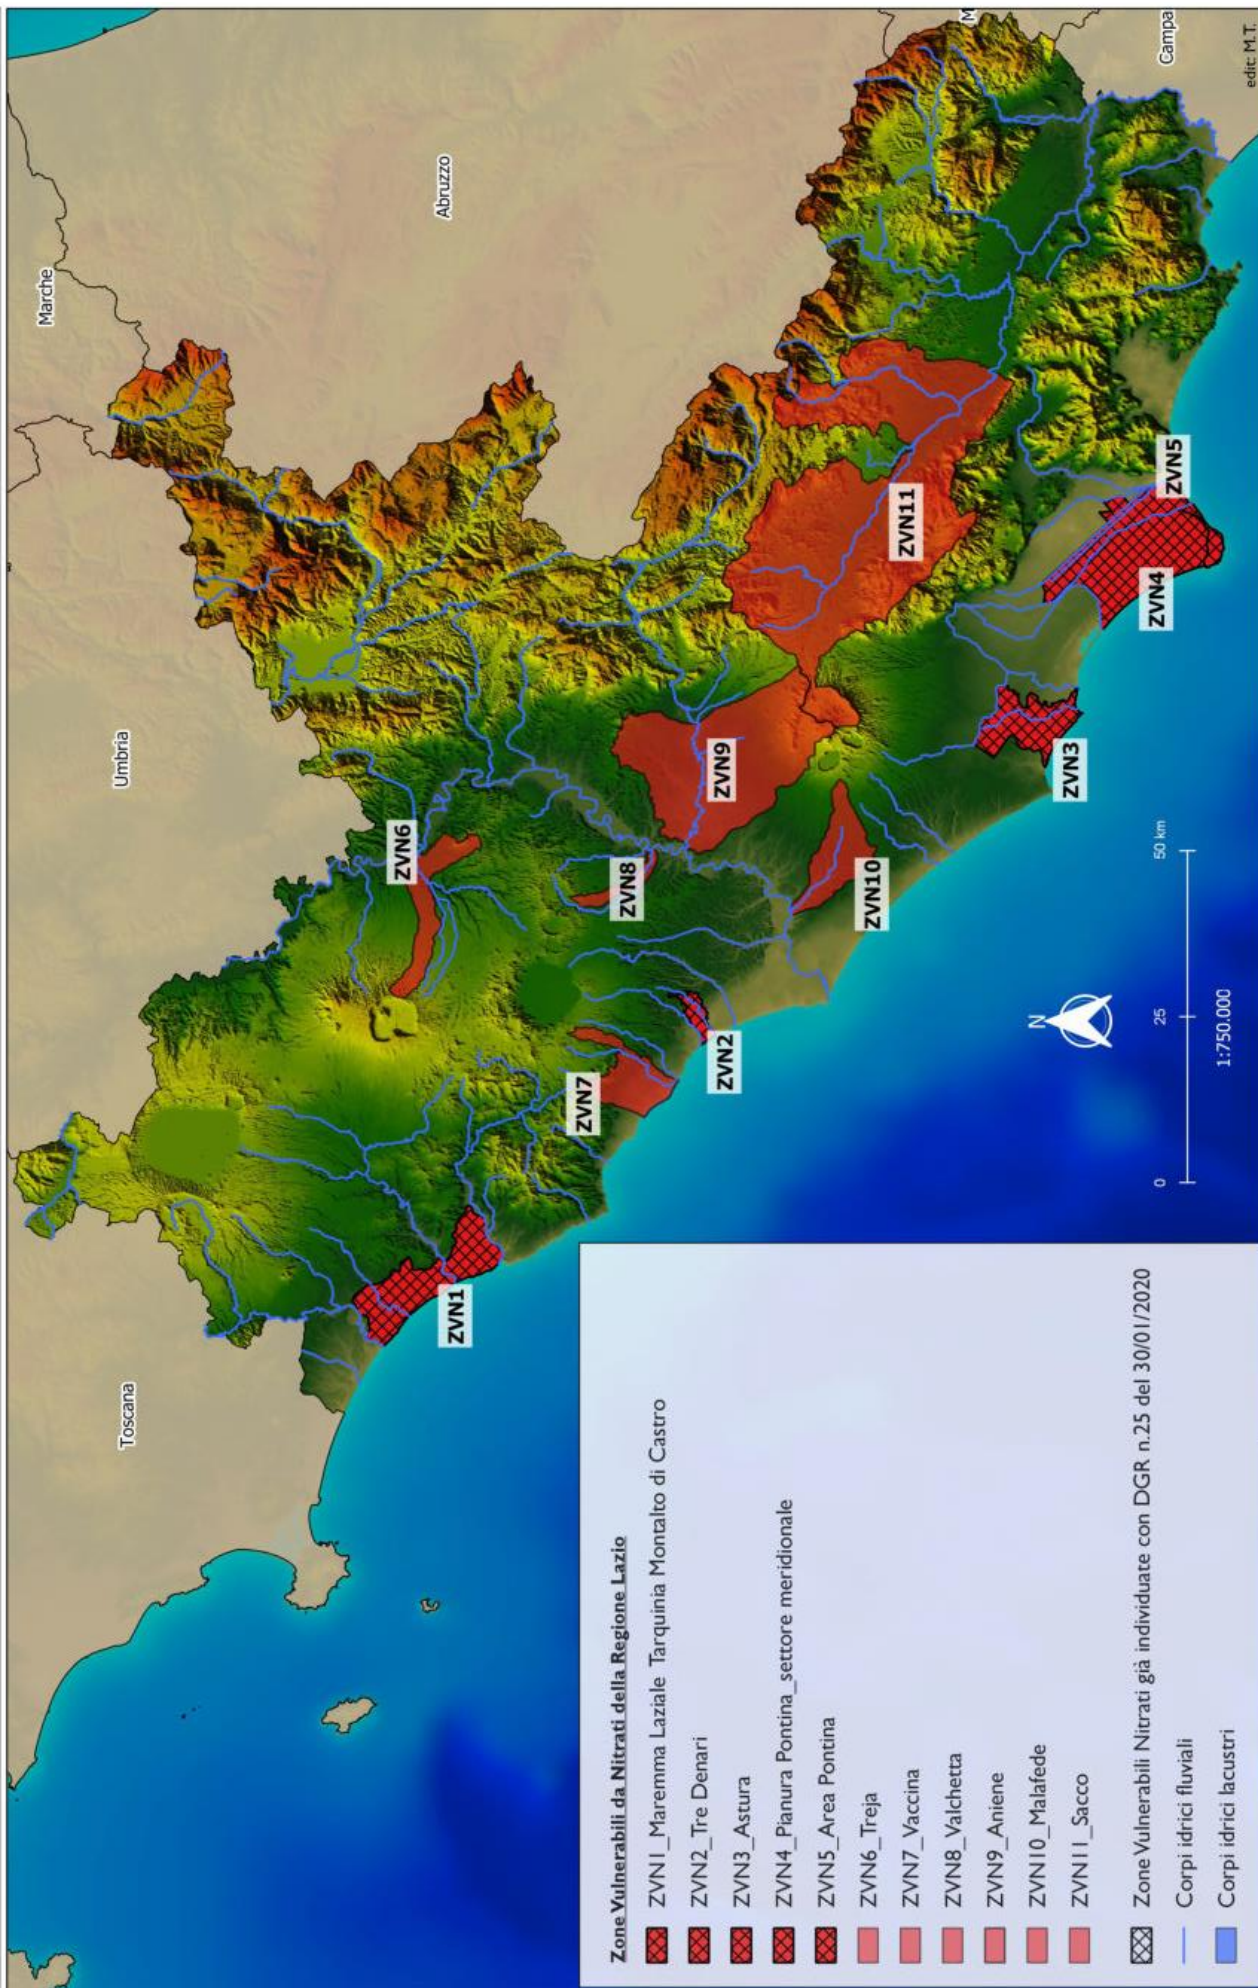 Marche
Umbria
Toscana
Abruzzo
M
Campa
ZVN6
ZVN7
ZVN8
ZVN1
ZVN2
ZVN9
ZVN10
ZVN11
ZVN3
ZVN4
ZVN5
N
0 25 50 km
1:750.000
Zone Vulnerabili da Nitrati della Regione Lazio
ZVN1_Maremma Laziale Tarquinia Montalto di Castro
ZVN2_Tre Denari
ZVN3_Astura
ZVN4_Pianura Pontina_settore meridionale
ZVN5_Area Pontina
ZVN6_Treja
ZVN7_Vaccina
ZVN8_Valchetta
ZVN9_Aniene
ZVN10_Malafede
ZVN11_Sacco
Zone Vulnerabili Nitrati già individuate con DGR n.25 del 30/01/2020
Corpi idrici fluviali
Corpi idrici lacustri
edit: M.T.